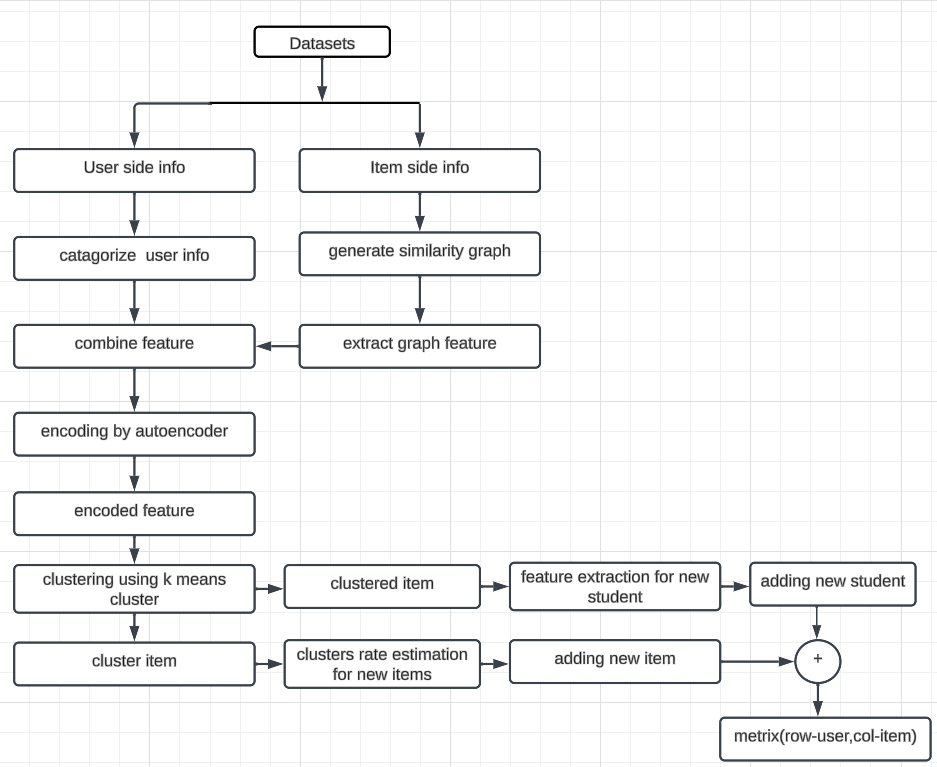 Datasets
User side info
Item side info
catagorize  user info
generate similarity graph
combine feature
extract graph feature
encoding by autoencoder
encoded feature
clustering using k means
cluster
clustered item
feature extraction for new
student
adding new student
cluster item
clusters rate estimation
for new items
adding new item
+
metrix(row-user,col-item)